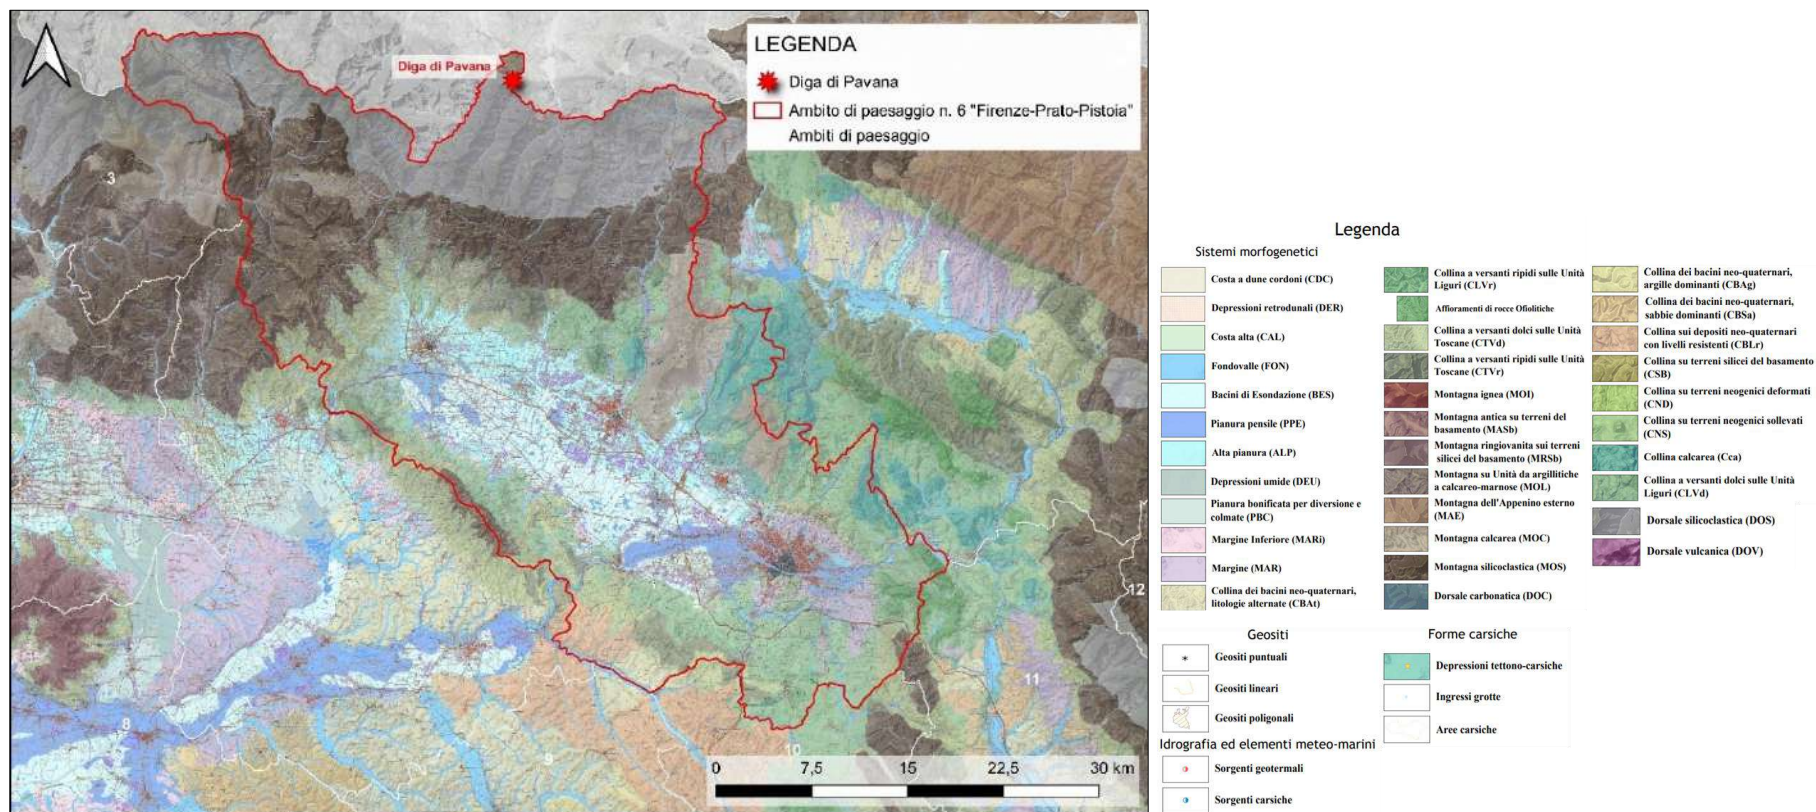 Diga di Pavana
LEGENDA
Diga di Pavana
Ambito di paesaggio n. 6 "Firenze-Prato-Pistoia"
Ambiti di paesaggio
3
12
11
8
9
10
0 7,5 15 22,5 30 km
Legenda
Sistemi morfogenetici
Costa a dune cordoni (CDC)
Depressioni retrodunali (DER)
Costa alta (CAL)
Fondovalle (FON)
Bacini di Esondazione (BES)
Pianura pensile (PPE)
Alta pianura (ALP)
Depressioni umide (DEU)
Pianura bonificata per diversione e
colmate (PBC)
Margine Inferiore (MARi)
Margine (MAR)
Collina dei bacini neo-quaternari,
litologie alternate (CBAt)
Collina a versanti ripidi sulle Unità
Liguri (CLVr)
Affioramenti di rocce Ofiolitiche
Collina a versanti dolci sulle Unità
Toscane (CTVd)
Collina a versanti ripidi sulle Unità
Toscane (CTVr)
Montagna ignea (MOI)
Montagna antica su terreni del
basamento (MASb)
Montagna ringiovanita sui terreni
silicei del basamento (MRSb)
Montagna su Unità da argillitiche
a calcareo-marnose (MOL)
Montagna dell'Appenino esterno
(MAE)
Montagna calcarea (MOC)
Montagna silicoclastica (MOS)
Dorsale carbonatica (DOC)
Collina dei bacini neo-quaternari,
argille dominanti (CBAg)
Collina dei bacini neo-quaternari,
sabbie dominanti (CBSa)
Collina sui depositi neo-quaternari
con livelli resistenti (CBLr)
Collina su terreni silicei del basamento
(CSB)
Collina su terreni neogenici deformati
(CND)
Collina su terreni neogenici sollevati
(CNS)
Collina calcarea (Cca)
Collina a versanti dolci sulle Unità
Liguri (CLVd)
Dorsale silicoclastica (DOS)
Dorsale vulcanica (DOV)
Geositi
Geositi puntuali
Geositi lineari
Geositi poligonali
Forme carsiche
Depressioni tettono-carsiche
Ingressi grotte
Aree carsiche
Idrografia ed elementi meteo-marini
Sorgenti geotermali
Sorgenti carsiche